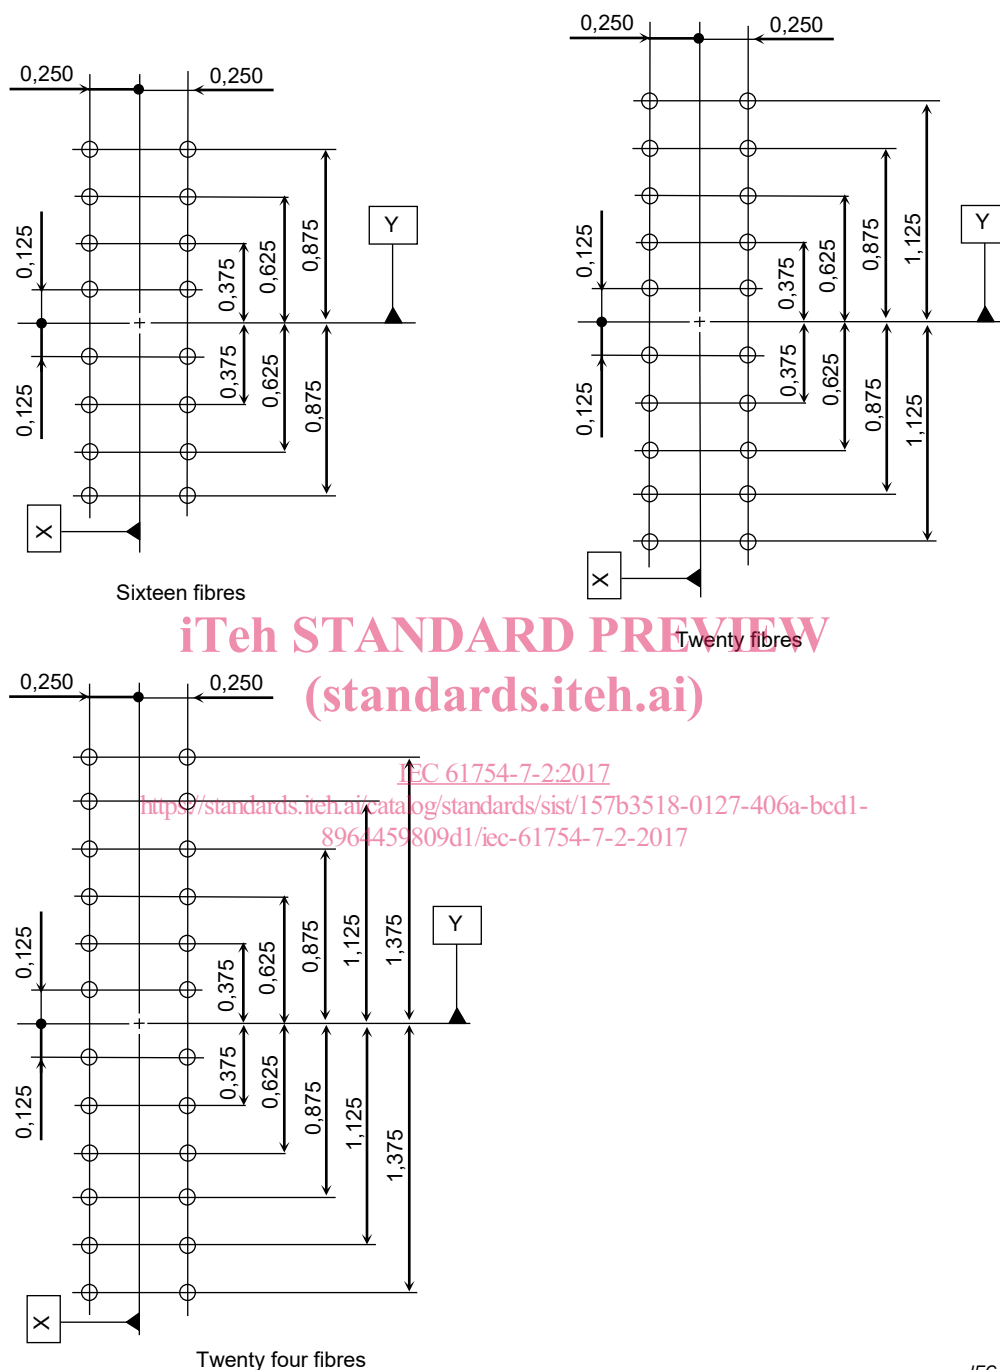 0,250
0,250
0,125
0,125
0,375
0,625
0,875
0,375
0,625
0,875
Y
X
Sixteen fibres
0,250
0,250
0,125
0,125
0,375
0,625
0,875
1,125
0,375
0,625
0,875
1,125
Y
X
Twenty fibres
iTeh STANDARD PREVIEW
(standards.iteh.ai)
IEC 61754-7-2:2017
https://standards.iteh.ai/catalog/standards/sist/157b3518-0127-406a-bcd1-
8964459809d1/iec-61754-7-2-2017
0,250
0,250
0,125
0,125
0,375
0,625
0,875
1,125
1,375
0,375
0,625
0,875
1,125
1,375
Y
X
Twenty four fibres